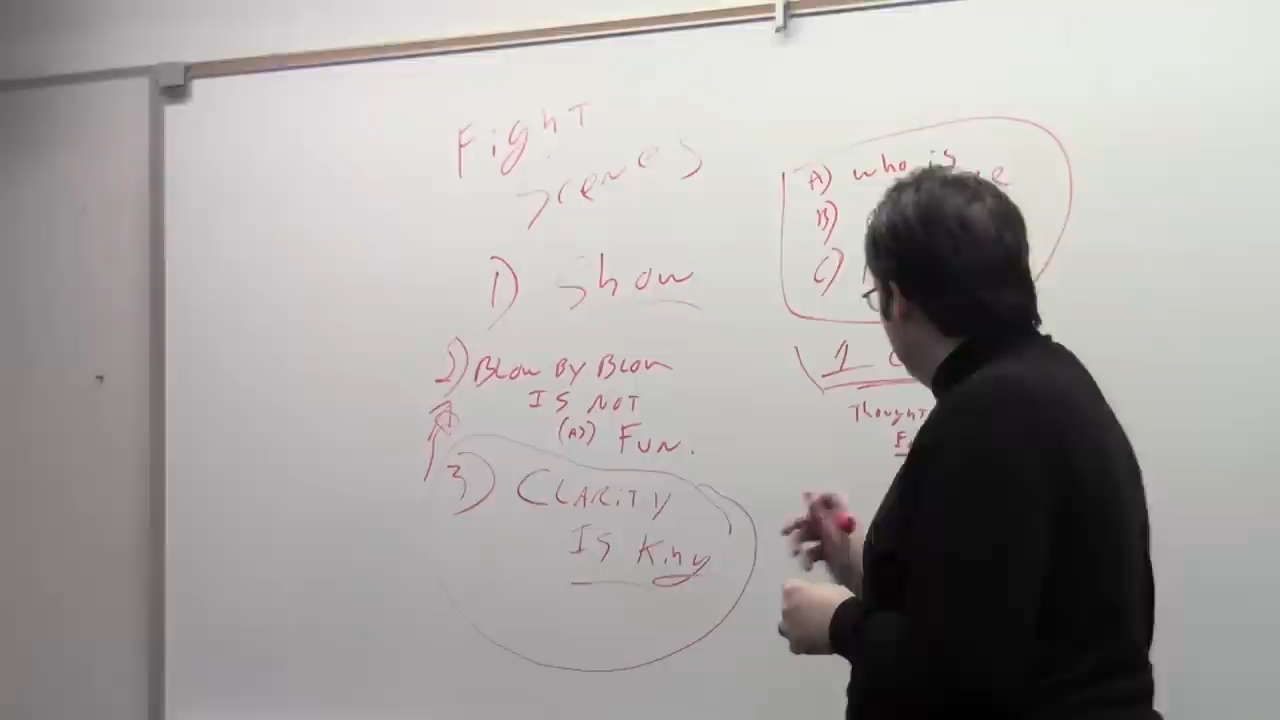 Fight
scenes
1) show
2) Blow By Blow
Is NOT
(As) Fun.
3) Clarity
Is King
A) who is
B)
C)
1
Thought